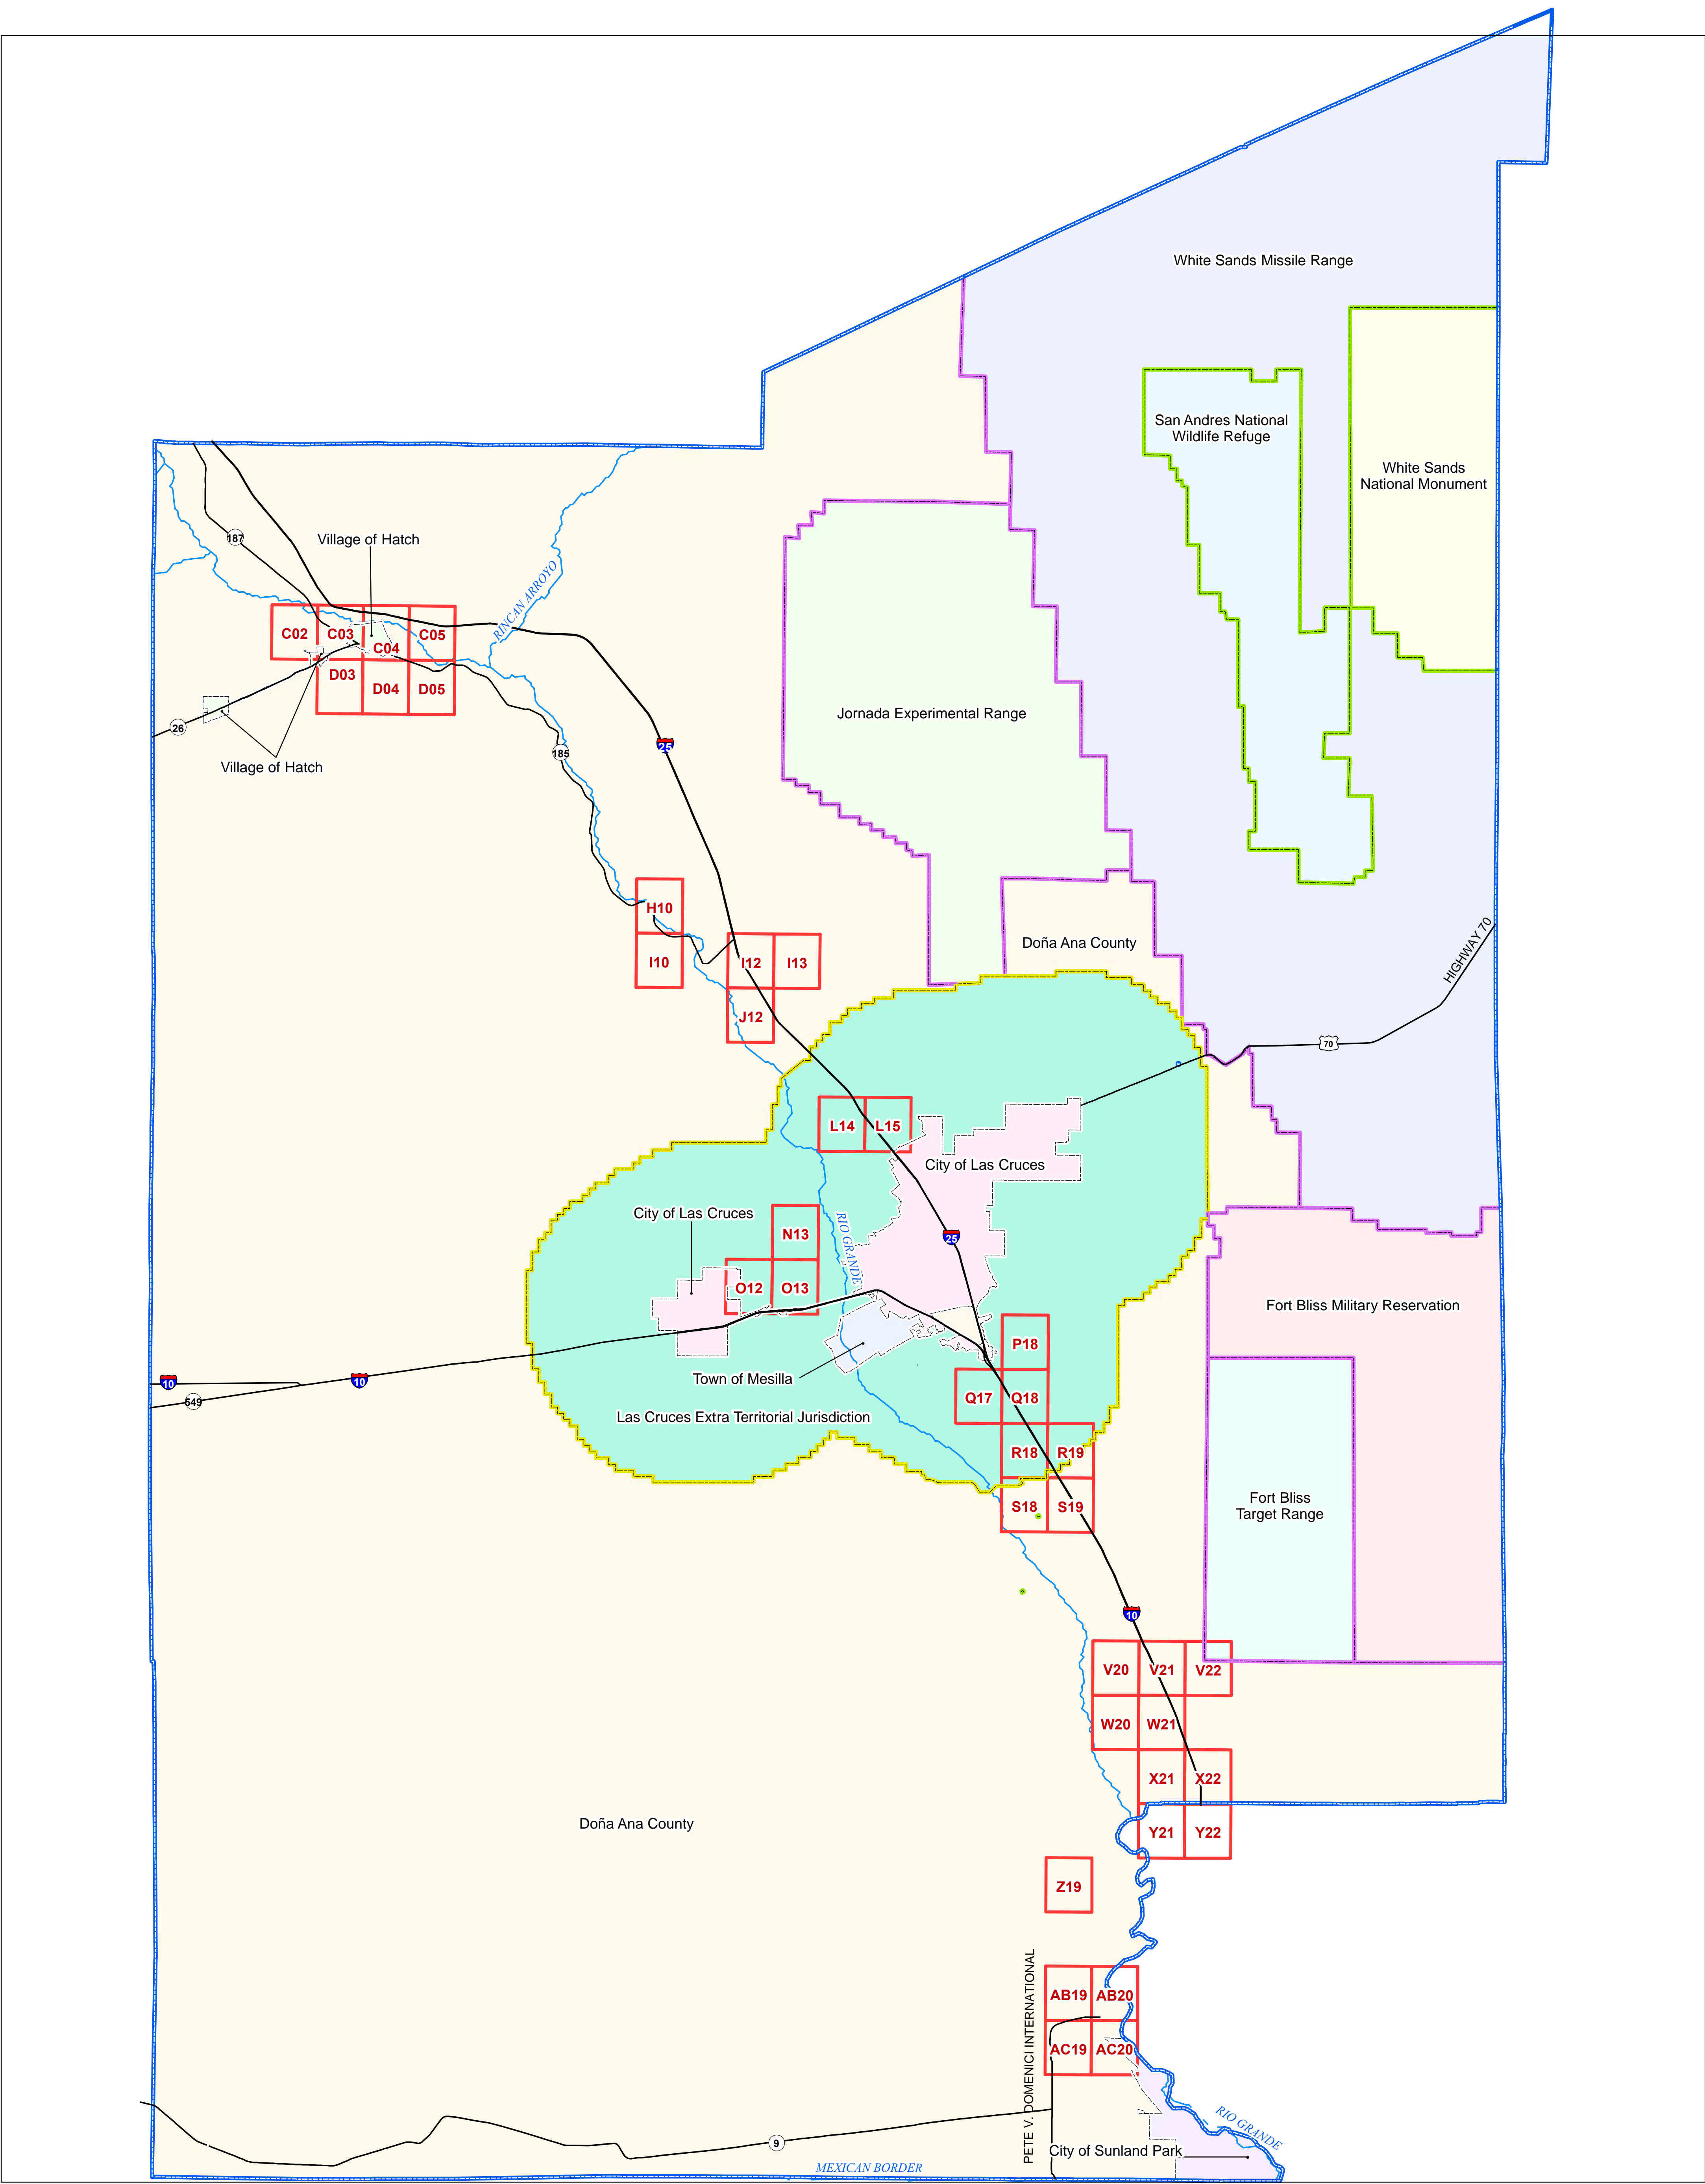 White Sands Missile Range
San Andres National
Wildlife Refuge
White Sands
National Monument
187
Village of Hatch
RINCAN ARROYO
C02
C03
C04
C05
D03
D04
D05
26
Village of Hatch
185
25
Jornada Experimental Range
H10
I10
I12
I13
J12
Doña Ana County
HIGHWAY 70
70
L14
L15
City of Las Cruces
City of Las Cruces
N13
RIO GRANDE
25
O12
O13
Fort Bliss Military Reservation
P18
Town of Mesilla
10
10
549
Q17
Q18
Las Cruces Extra Territorial Jurisdiction
R18
R19
Fort Bliss
Target Range
S18
S19
10
V20
V21
V22
W20
W21
X21
X22
Doña Ana County
Y21
Y22
Z19
PETE V. DOMENICI INTERNATIONAL
AB19
AB20
AC19
AC20
RIO GRANDE
9
City of Sunland Park
MEXICAN BORDER